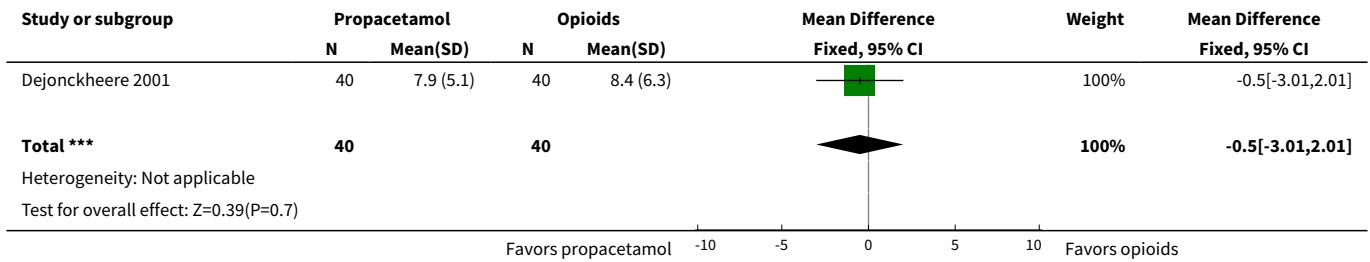 Study or subgroup Propacetamol Opioids Mean Difference Weight Mean Difference
N Mean(SD) N Mean(SD) Fixed, 95% CI Fixed, 95% CI
Dejonckheere 2001 40 7.9 (5.1) 40 8.4 (6.3) 100% -0.5[-3.01,2.01]
Total *** 40 40 100% -0.5[-3.01,2.01]
Heterogeneity: Not applicable
Test for overall effect: Z=0.39(P=0.7)
Favors propacetamol -10 -5 0 5 10 Favors opioids